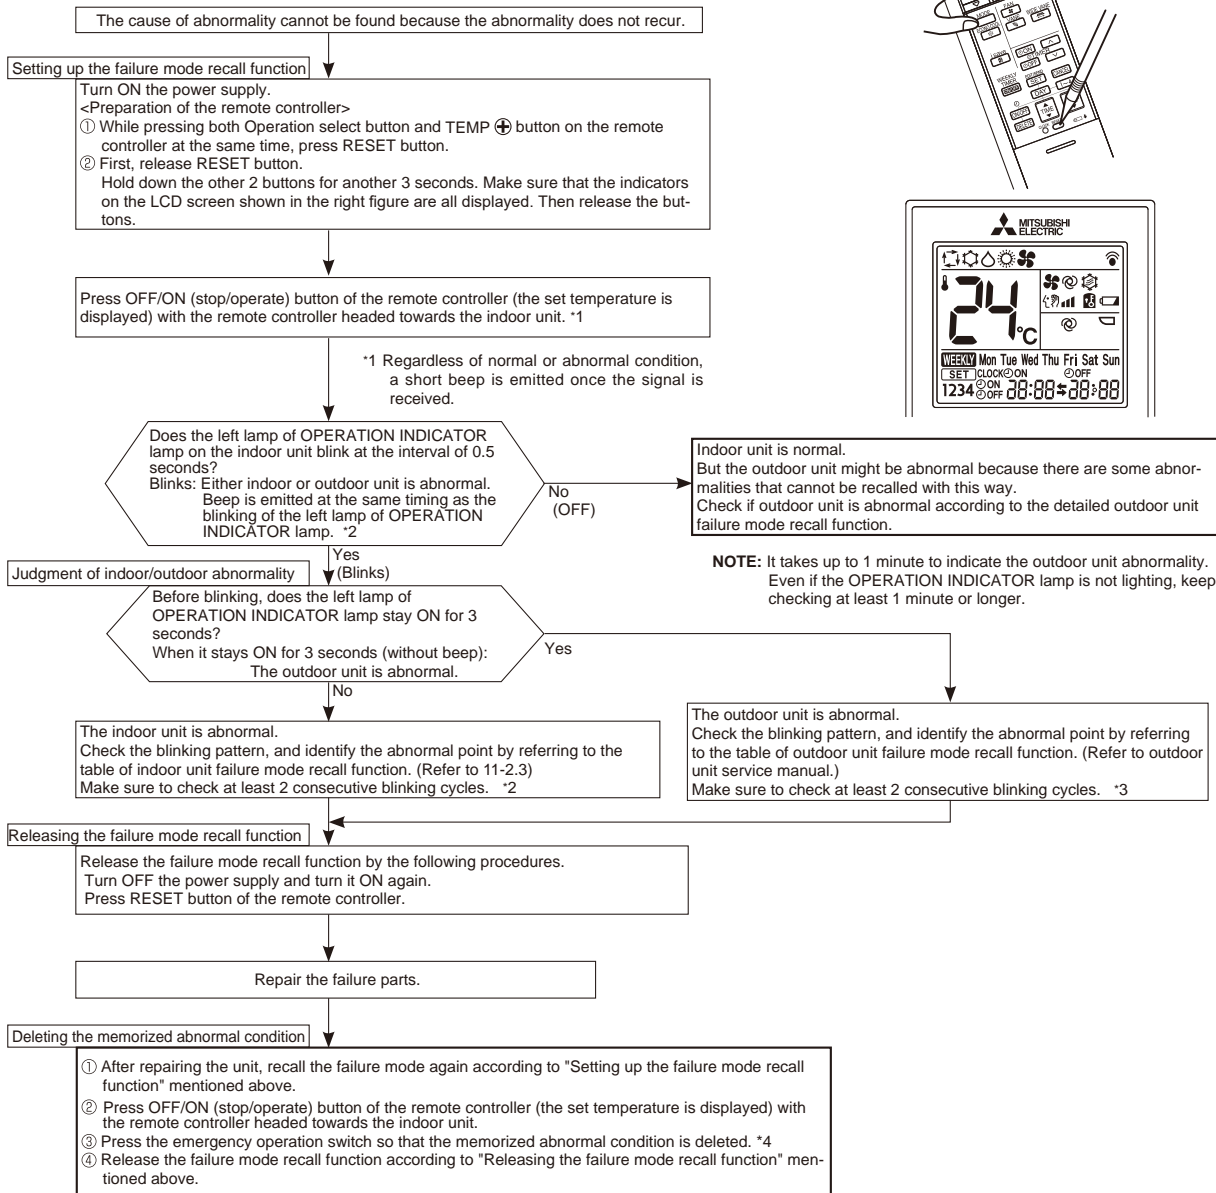 The cause of abnormality cannot be found because the abnormality does not recur.
Setting up the failure mode recall function
Turn ON the power supply.
<Preparation of the remote controller>
① While pressing both Operation select button and TEMP ⊕ button on the remote
controller at the same time, press RESET button.
② First, release RESET button.
Hold down the other 2 buttons for another 3 seconds. Make sure that the indicators
on the LCD screen shown in the right figure are all displayed. Then release the but-
tons.
MODE
FAN
VANE
WIDE VANE
WEEKLY
TIMER
SET
CANCEL
DAY
TIME
ON/OFF
DELETE
CLOCK
MITSUBISHI
ELECTRIC
24°C
WEEKLY Mon Tue Wed Thu Fri Sat Sun
SET CLOCK ON OFF
1234 ON OFF 88:88 88:88
Press OFF/ON (stop/operate) button of the remote controller (the set temperature is
displayed) with the remote controller headed towards the indoor unit. *1
*1 Regardless of normal or abnormal condition,
a short beep is emitted once the signal is
received.
Does the left lamp of OPERATION INDICATOR
lamp on the indoor unit blink at the interval of 0.5
seconds?
Blinks: Either indoor or outdoor unit is abnormal.
Beep is emitted at the same timing as the
blinking of the left lamp of OPERATION
INDICATOR lamp. *2
No
(OFF)
Indoor unit is normal.
But the outdoor unit might be abnormal because there are some abnor-
malities that cannot be recalled with this way.
Check if outdoor unit is abnormal according to the detailed outdoor unit
failure mode recall function.
NOTE: It takes up to 1 minute to indicate the outdoor unit abnormality.
Even if the OPERATION INDICATOR lamp is not lighting, keep
checking at least 1 minute or longer.
Yes
(Blinks)
Judgment of indoor/outdoor abnormality
Before blinking, does the left lamp of
OPERATION INDICATOR lamp stay ON for 3
seconds?
When it stays ON for 3 seconds (without beep):
The outdoor unit is abnormal.
Yes
No
The indoor unit is abnormal.
Check the blinking pattern, and identify the abnormal point by referring to the
table of indoor unit failure mode recall function. (Refer to 11-2.3)
Make sure to check at least 2 consecutive blinking cycles. *2
The outdoor unit is abnormal.
Check the blinking pattern, and identify the abnormal point by referring
to the table of outdoor unit failure mode recall function. (Refer to outdoor
unit service manual.)
Make sure to check at least 2 consecutive blinking cycles. *3
Releasing the failure mode recall function
Release the failure mode recall function by the following procedures.
Turn OFF the power supply and turn it ON again.
Press RESET button of the remote controller.
Repair the failure parts.
Deleting the memorized abnormal condition
① After repairing the unit, recall the failure mode again according to "Setting up the failure mode recall
function" mentioned above.
② Press OFF/ON (stop/operate) button of the remote controller (the set temperature is displayed) with
the remote controller headed towards the indoor unit.
③ Press the emergency operation switch so that the memorized abnormal condition is deleted. *4
④ Release the failure mode recall function according to "Releasing the failure mode recall function" men-
tioned above.